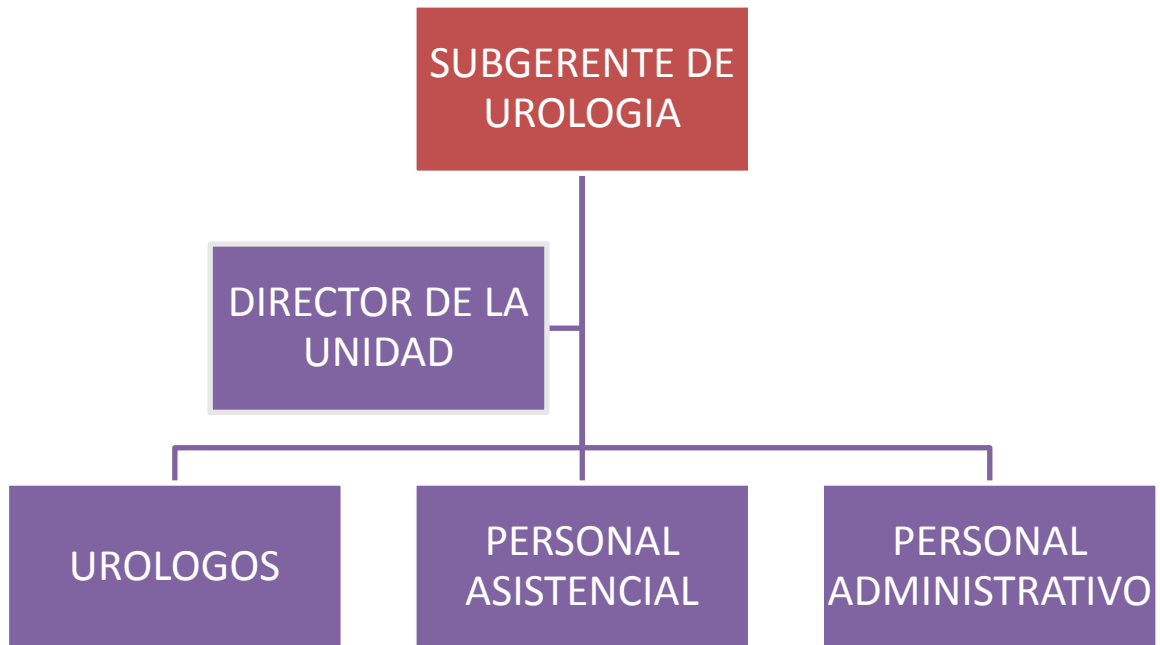 SUBGERENTE DE
UROLOGIA
DIRECTOR DE LA
UNIDAD
UROLOGOS
PERSONAL
ASISTENCIAL
PERSONAL
ADMINISTRATIVO